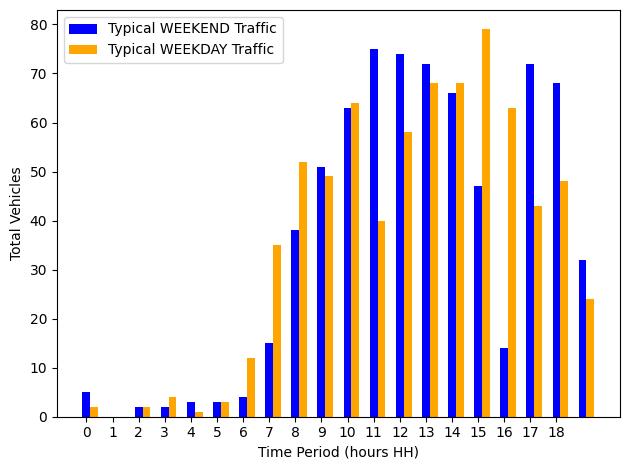 Typical WEEKEND Traffic
Typical WEEKDAY Traffic
80
70
60
50
40
30
20
10
0
Total Vehicles
0 1 2 3 4 5 6 7 8 9 10 11 12 13 14 15 16 17 18
Time Period (hours HH)